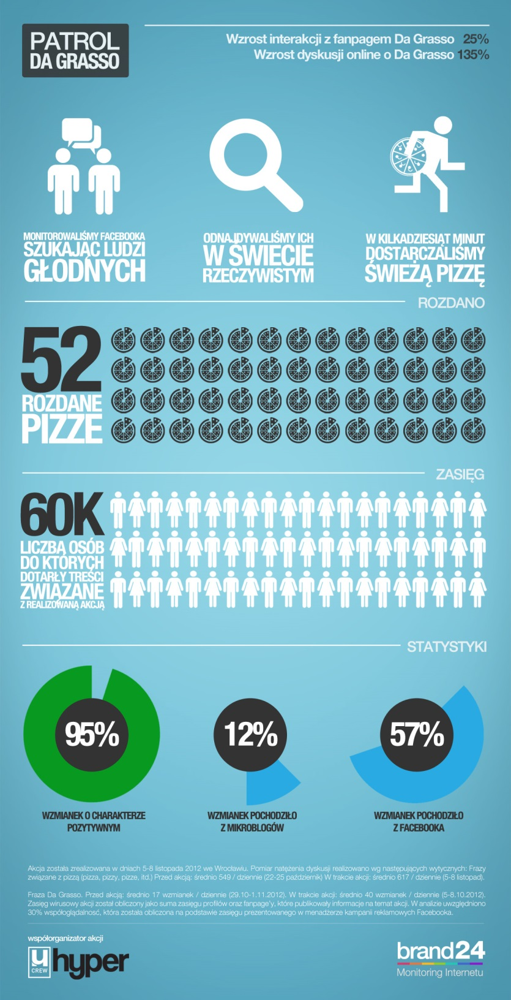 PATROL
DA GRASSO
Wzrost interakcji z fanpagem Da Grasso 25%
Wzrost dyskusji online o Da Grasso 135%
MONITOROWALIŚMY FACEBOOKA
SZUKAJĄC LUDZI
GŁODNYCH
ODNAJDYWALIŚMY ICH
W ŚWIECIE
RZECZYWISTYM
W KILKADZIESIĄT MINUT
DOSTARCZALIŚMY
ŚWIEŻĄ PIZZĘ
ROZDANO
52
ROZDANE
PIZZE
ZASIĘG
60K
LICZBA OSÓB
DO KTÓRYCH
DOTARŁY TREŚCI
ZWIĄZANE
Z REALIZOWANĄ AKCJĄ
STATYSTYKI
95%
WZMIANEK O CHARAKTERZE
POZYTYWNYM
12%
WZMIANEK POCHODZIŁO
Z MIKROBLOGÓW
57%
WZMIANEK POCHODZIŁO
Z FACEBOOKA
Akcja została zrealizowana w dniach 5-8 listopada 2012 we Wrocławiu. Pomiar natężenia dyskusji realizowano wg następujących wytycznych: Frazy
związane z pizzą (pizza, pizzy, pizze, itd.) Przed akcją: średnio 549 / dziennie (22-25 październik) W trakcie akcji: średnio 617 / dziennie (5-8 listopad).
Fraza Da Grasso. Przed akcją: średnio 17 wzmianek / dziennie (29.10-1.11.2012). W trakcie akcji: średnio 40 wzmianek / dziennie (5-8.10.2012).
Zasięg wirusowy akcji został obliczony jako suma zasięgu profilów oraz fanpage'y, które publikowały informacje na temat akcji. W analizie uwzględniono
30% współoglądalnosć, która została obliczona na podstawie zasięgu prezentowanego w menadżerze kampanii reklamowych Facebooka.
współorganizator akcji
μ CREW hyper
brand24
Monitoring Internetu